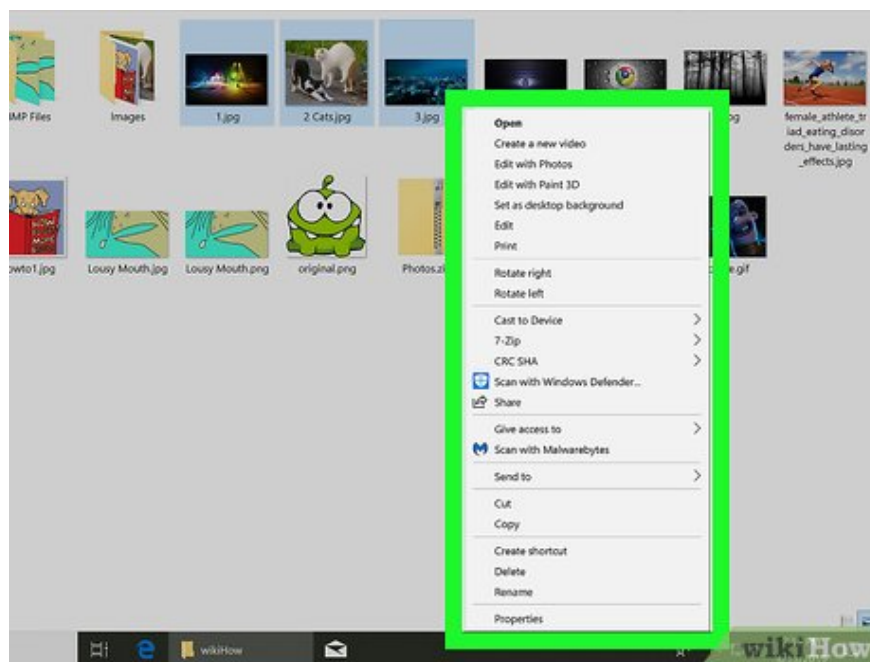 MP Files
Images
1.jpg
2 Cats.jpg
3.jpg
female_athlete_tr
iad_eating_disor
ders_have_lasting
_effects.jpg
owto1.jpg
Lousy Mouth.jpg
Lousy Mouth.png
original.png
Photos.zi
e.gif
Open
Create a new video
Edit with Photos
Edit with Paint 3D
Set as desktop background
Edit
Print
Rotate right
Rotate left
Cast to Device
7-Zip
CRC SHA
Scan with Windows Defender...
Share
Give access to
Scan with Malwarebytes
Send to
Cut
Copy
Create shortcut
Delete
Rename
Properties
wikiHow
wikiHow